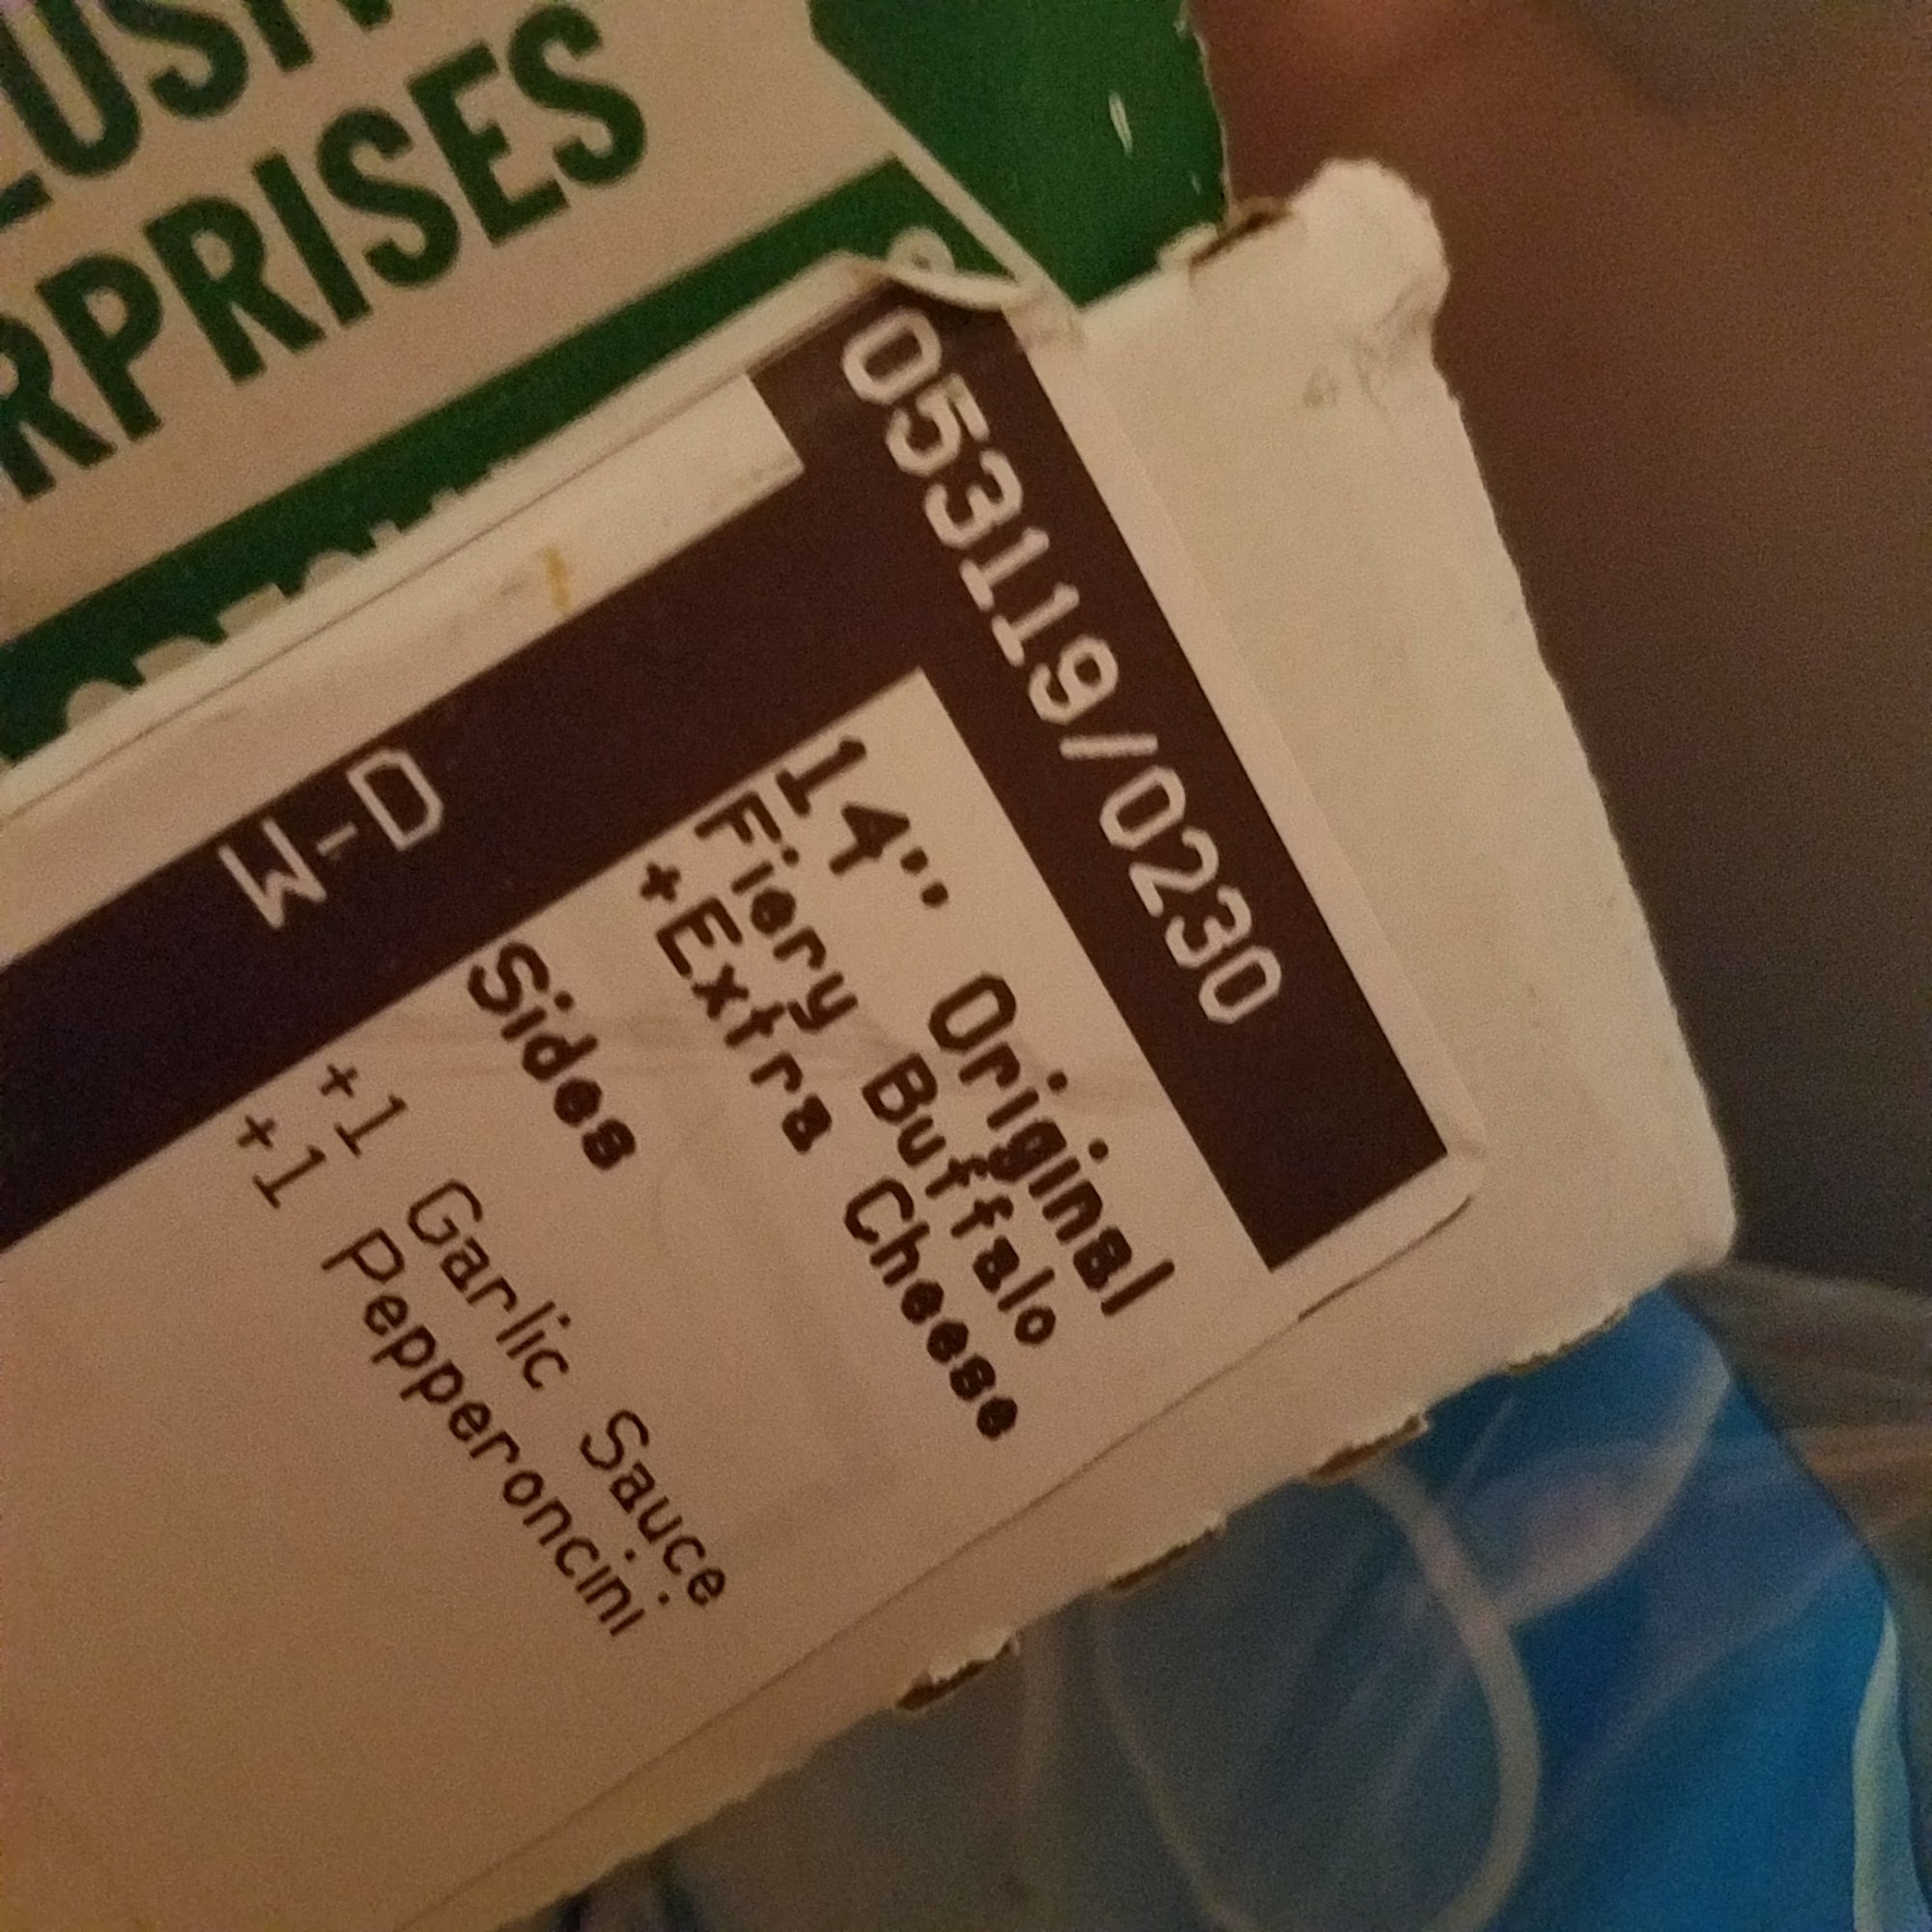 RPRISES
053119/0230
14" Original
Fiery Buffalo
+Extra Cheese
Sides
+1 Garlic Sauce
+1 Pepperoncini
W-D